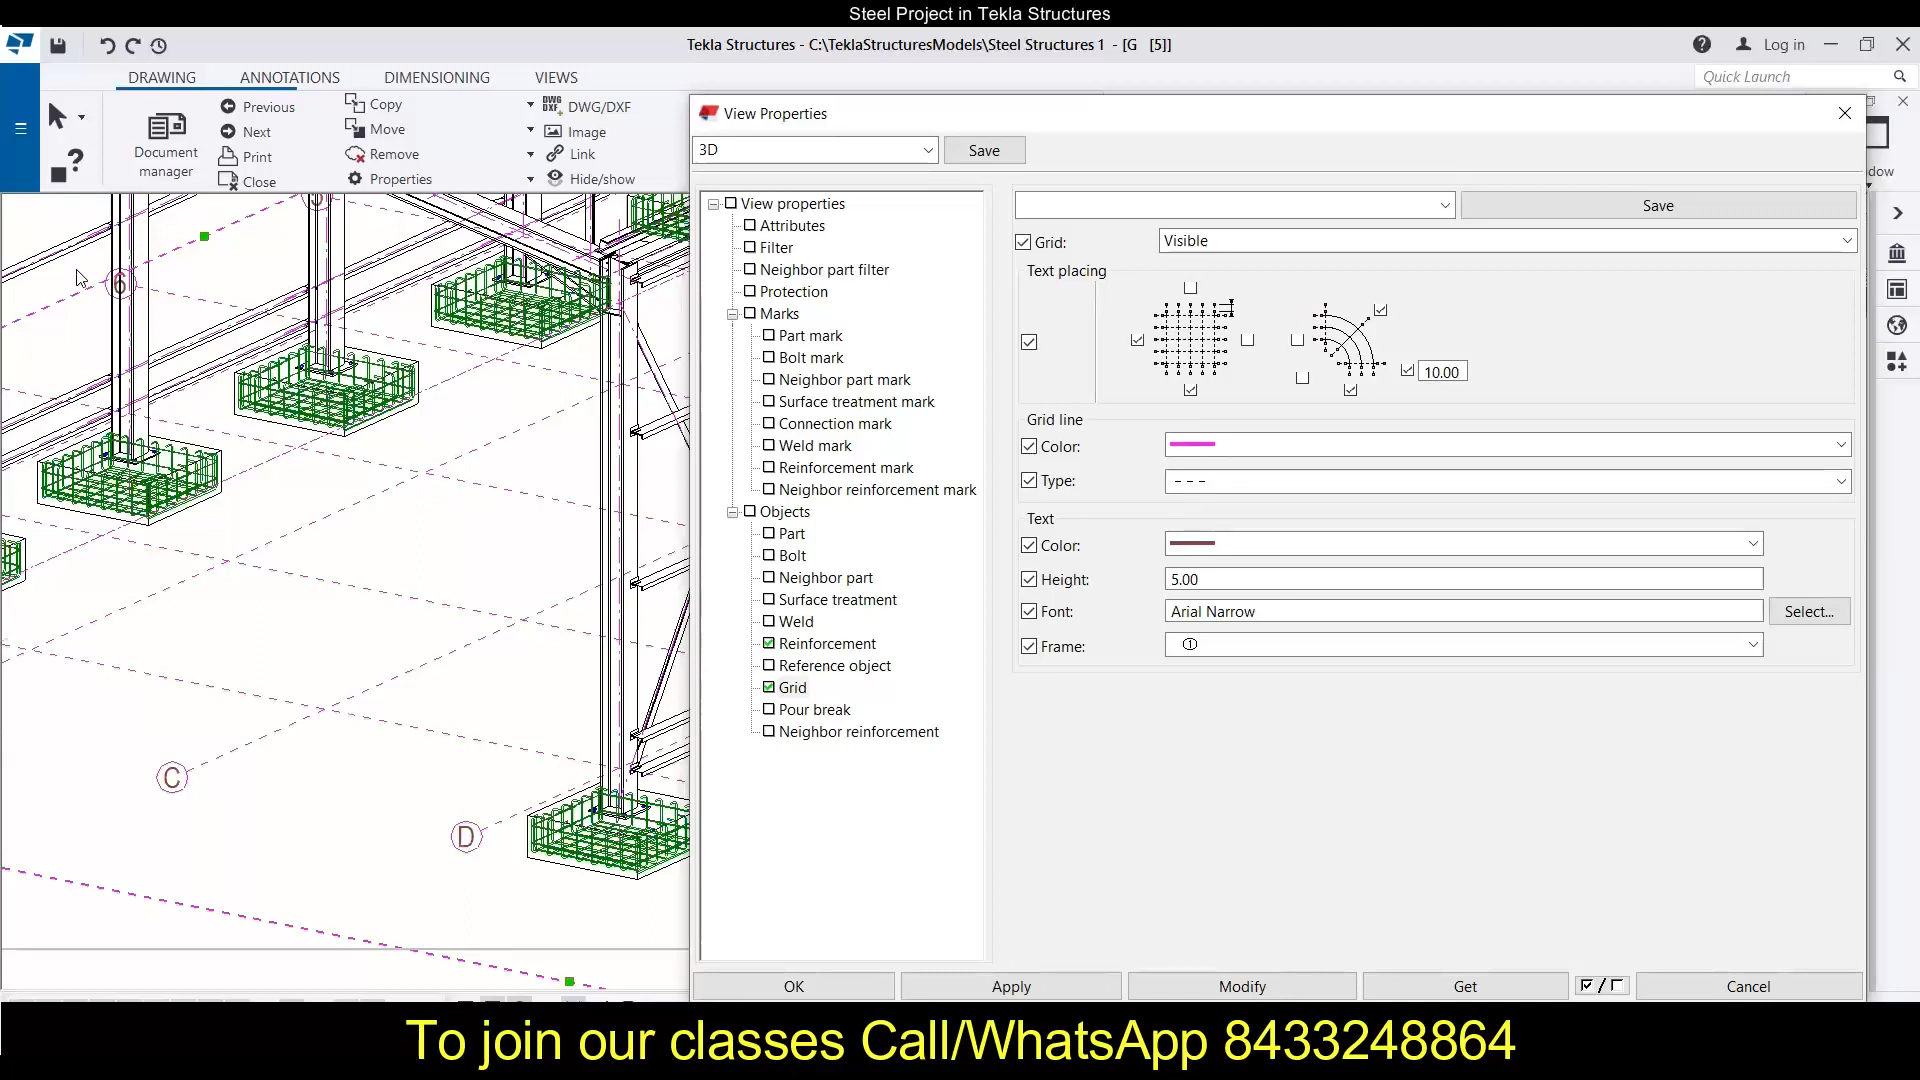 Steel Project in Tekla Structures
Tekla Structures - C:\TeklaStructuresModels\Steel Structures 1 - [G [5]]
Log in
DRAWING ANNOTATIONS DIMENSIONING VIEWS
Quick Launch
Document manager
Previous
Next
Print
Close
Copy
Move
Remove
Properties
DWG/DXF
Image
Link
Hide/show
dow
View Properties
3D
Save
View properties
Attributes
Filter
Neighbor part filter
Protection
Marks
Part mark
Bolt mark
Neighbor part mark
Surface treatment mark
Connection mark
Weld mark
Reinforcement mark
Neighbor reinforcement mark
Objects
Part
Bolt
Neighbor part
Surface treatment
Weld
Reinforcement
Reference object
Grid
Pour break
Neighbor reinforcement
Save
Grid: Visible
Text placing
10.00
Grid line
Color:
Type:
Text
Color:
Height: 5.00
Font: Arial Narrow Select...
Frame: 1
OK Apply Modify Get / Cancel
6
C
D
To join our classes Call/WhatsApp 8433248864